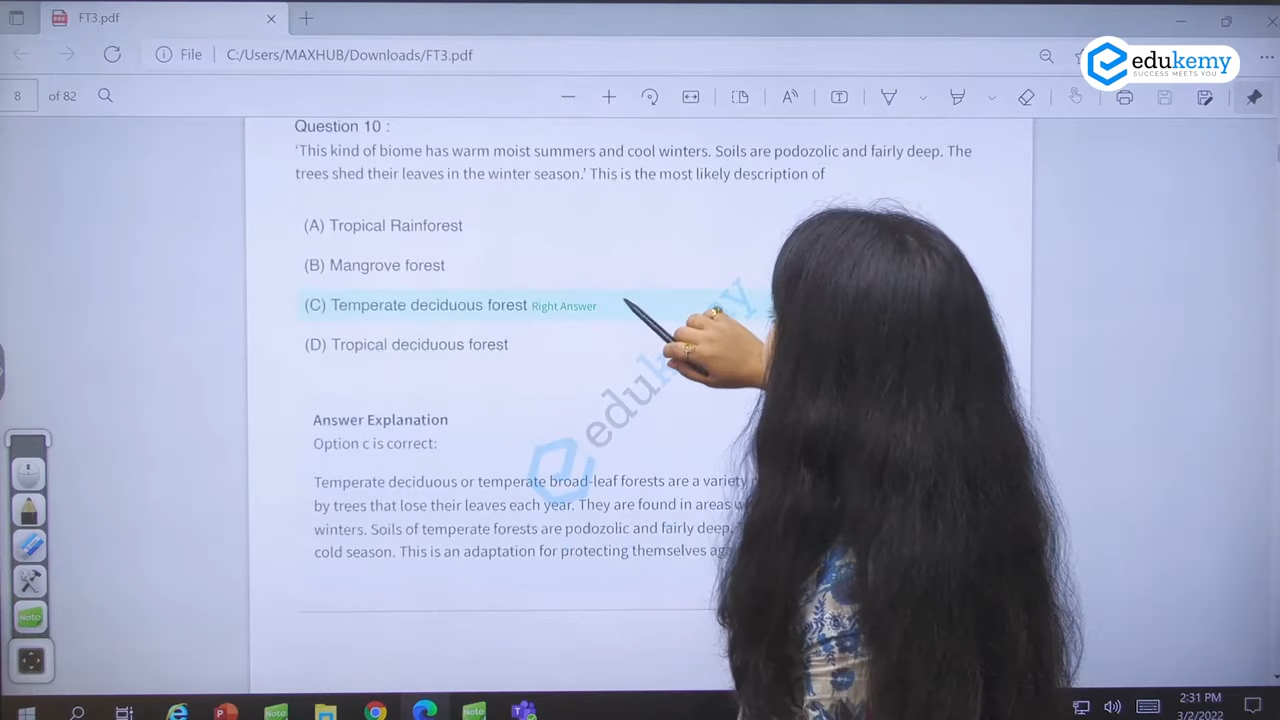 FT3.pdf
File
C:/Users/MAXHUB/Downloads/FT3.pdf
edukemy
SUCCESS MEETS YOU
8
of 82
Question 10 :
‘This kind of biome has warm moist summers and cool winters. Soils are podozolic and fairly deep. The
trees shed their leaves in the winter season.’ This is the most likely description of
(A) Tropical Rainforest
(B) Mangrove forest
(C) Temperate deciduous forest Right Answer
(D) Tropical deciduous forest
edukemy
Answer Explanation
Option c is correct:
Temperate deciduous or temperate broad-leaf forests are a variety
by trees that lose their leaves each year. They are found in areas
winters. Soils of temperate forests are podozolic and fairly deep.
cold season. This is an adaptation for protecting themselves
Note
2:31 PM
3/2/2022